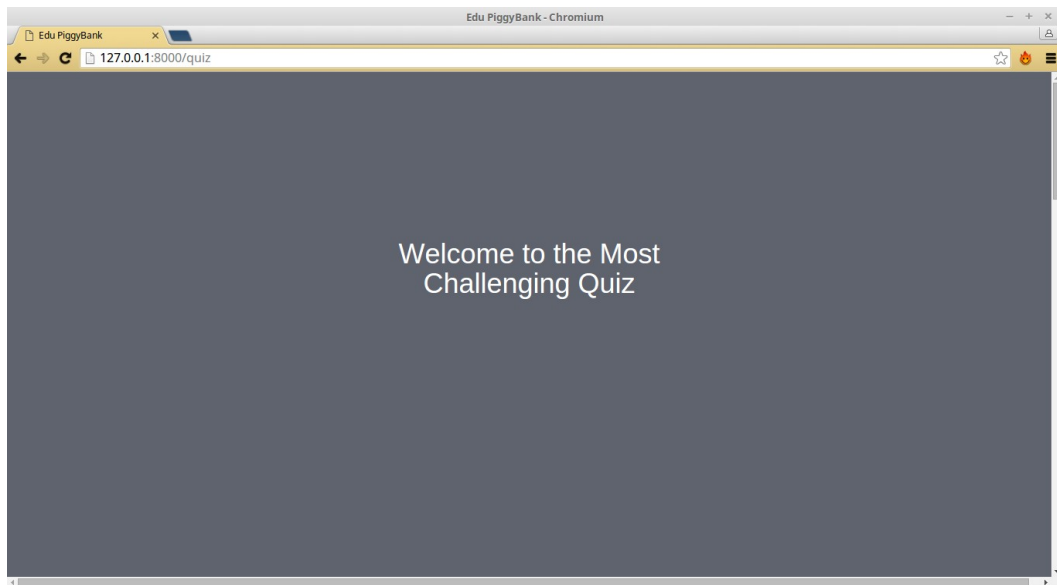 Edu PiggyBank - Chromium
Edu PiggyBank
127.0.0.1:8000/quiz
Welcome to the Most
Challenging Quiz